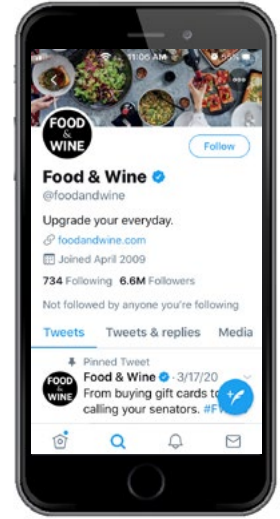 11:06 AM
55%
FOOD
&
WINE
Follow
Food & Wine
@foodandwine
Upgrade your everyday.
foodandwine.com
Joined April 2009
734 Following 6.6M Followers
Not followed by anyone you're following
Tweets Tweets & replies Media
Pinned Tweet
FOOD
&
WINE
Food & Wine · 3/17/20
From buying gift cards to
calling your senators.